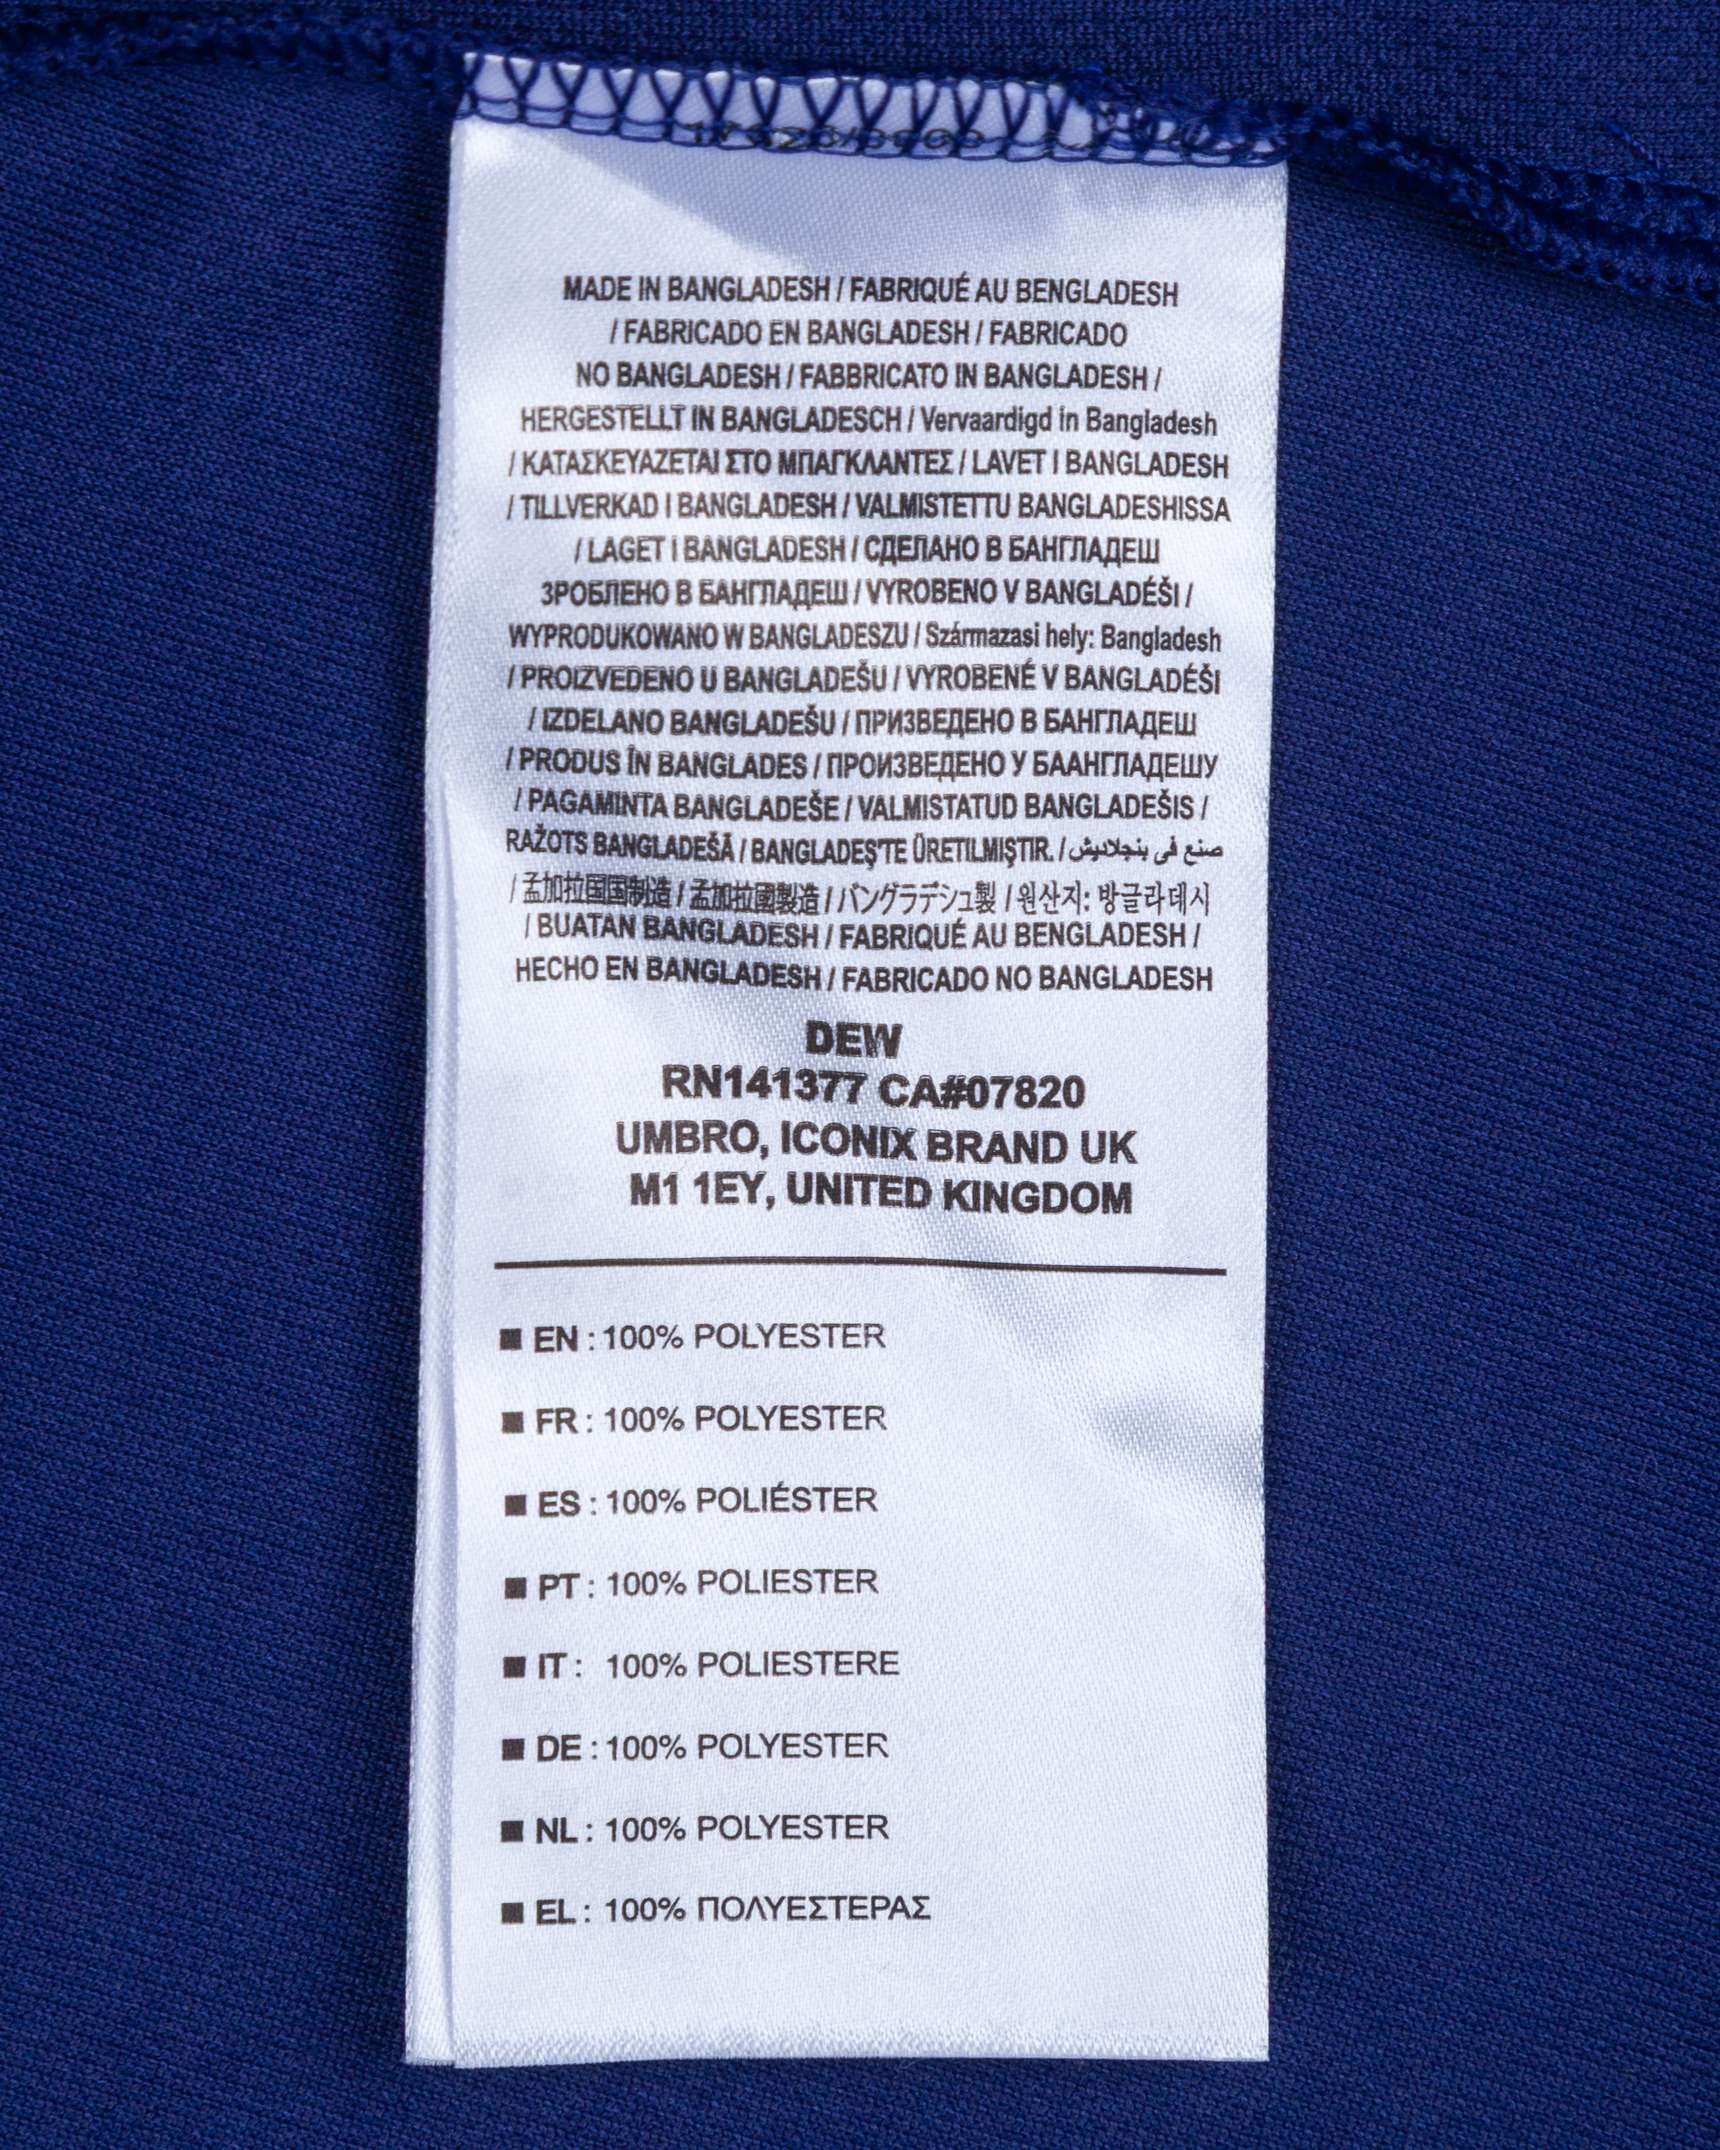 MADE IN BANGLADESH / FABRIQUÉ AU BENGLADESH
/ FABRICADO EN BANGLADESH / FABRICADO
NO BANGLADESH / FABBRICATO IN BANGLADESH /
HERGESTELLT IN BANGLADESCH / Vervaardigd in Bangladesh
/ ΚΑΤΑΣΚΕΥΑΖΕΤΑΙ ΣΤΟ ΜΠΑΓΚΛΑΝΤΕΣ / LAVET I BANGLADESH
/ TILLVERKAD I BANGLADESH / VALMISTETTU BANGLADESHISSA
/ LAGET I BANGLADESH / СДЕЛАНО В БАНГЛАДЕШ
ЗРОБЛЕНО В БАНГЛАДЕШ / VYROBENO V BANGLADÉŠI /
WYPRODUKOWANO W BANGLADESZU / Származasi hely: Bangladesh
/ PROIZVEDENO U BANGLADEŠU / VYROBENÉ V BANGLADÉŠI
/ IZDELANO BANGLADEŠU / ПРИЗВЕДЕНО В БАНГЛАДЕШ
/ PRODUS ÎN BANGLADES / ПРОИЗВЕДЕНО У БААНГЛАДЕШУ
/ PAGAMINTA BANGLADEŠE / VALMISTATUD BANGLADEŠIS /
RAŽOTS BANGLADEŠĀ / BANGLADEŞ'TE ÜRETILMIŞTIR. / صنع في بنجلاديش
/ 孟加拉国国制造 / 孟加拉國製造 / バングラデシュ製 / 원산지: 방글라데시
/ BUATAN BANGLADESH / FABRIQUÉ AU BENGLADESH /
HECHO EN BANGLADESH / FABRICADO NO BANGLADESH
DEW
RN141377 CA#07820
UMBRO, ICONIX BRAND UK
M1 1EY, UNITED KINGDOM
■ EN : 100% POLYESTER
■ FR : 100% POLYESTER
■ ES : 100% POLIÉSTER
■ PT : 100% POLIESTER
■ IT : 100% POLIESTERE
■ DE : 100% POLYESTER
■ NL : 100% POLYESTER
■ EL : 100% ΠΟΛΥΕΣΤΕΡΑΣ